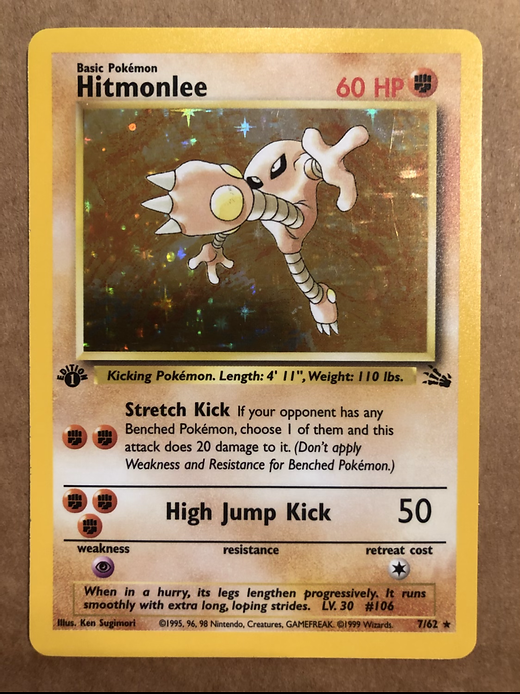 Basic Pokémon
Hitmonlee
60 HP
EDITION
1
Kicking Pokémon. Length: 4' 11", Weight: 110 lbs.
Stretch Kick If your opponent has any
Benched Pokémon, choose 1 of them and this
attack does 20 damage to it. (Don't apply
Weakness and Resistance for Benched Pokémon.)
High Jump Kick 50
weakness resistance retreat cost
When in a hurry, its legs lengthen progressively. It runs
smoothly with extra long, loping strides. LV. 30 #106
Illus. Ken Sugimori ©1995, 96, 98 Nintendo, Creatures, GAMEFREAK. ©1999 Wizards. 7/62 ★